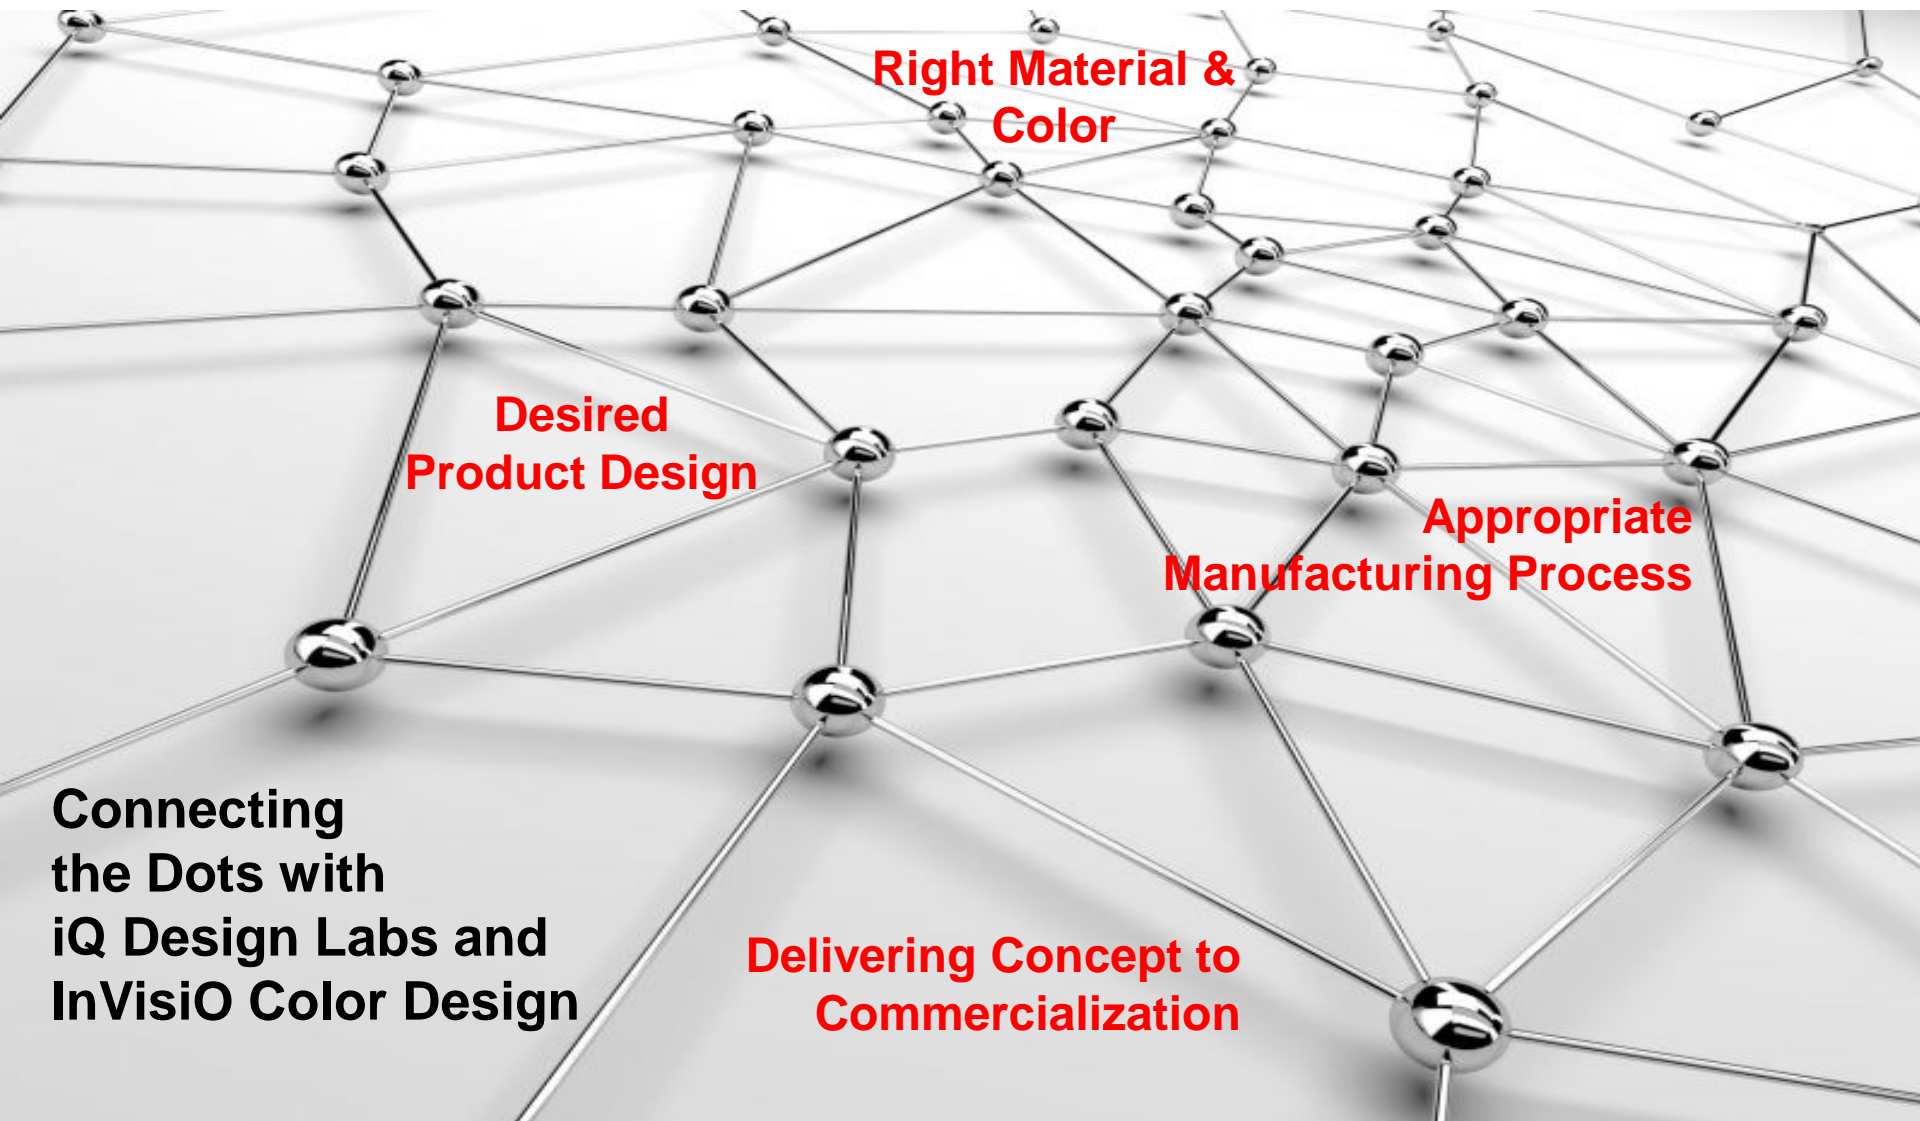 Right Material &
Color
Desired
Product Design
Appropriate
Manufacturing Process
Connecting
the Dots with
iQ Design Labs and
InVisiO Color Design
Delivering Concept to
Commercialization